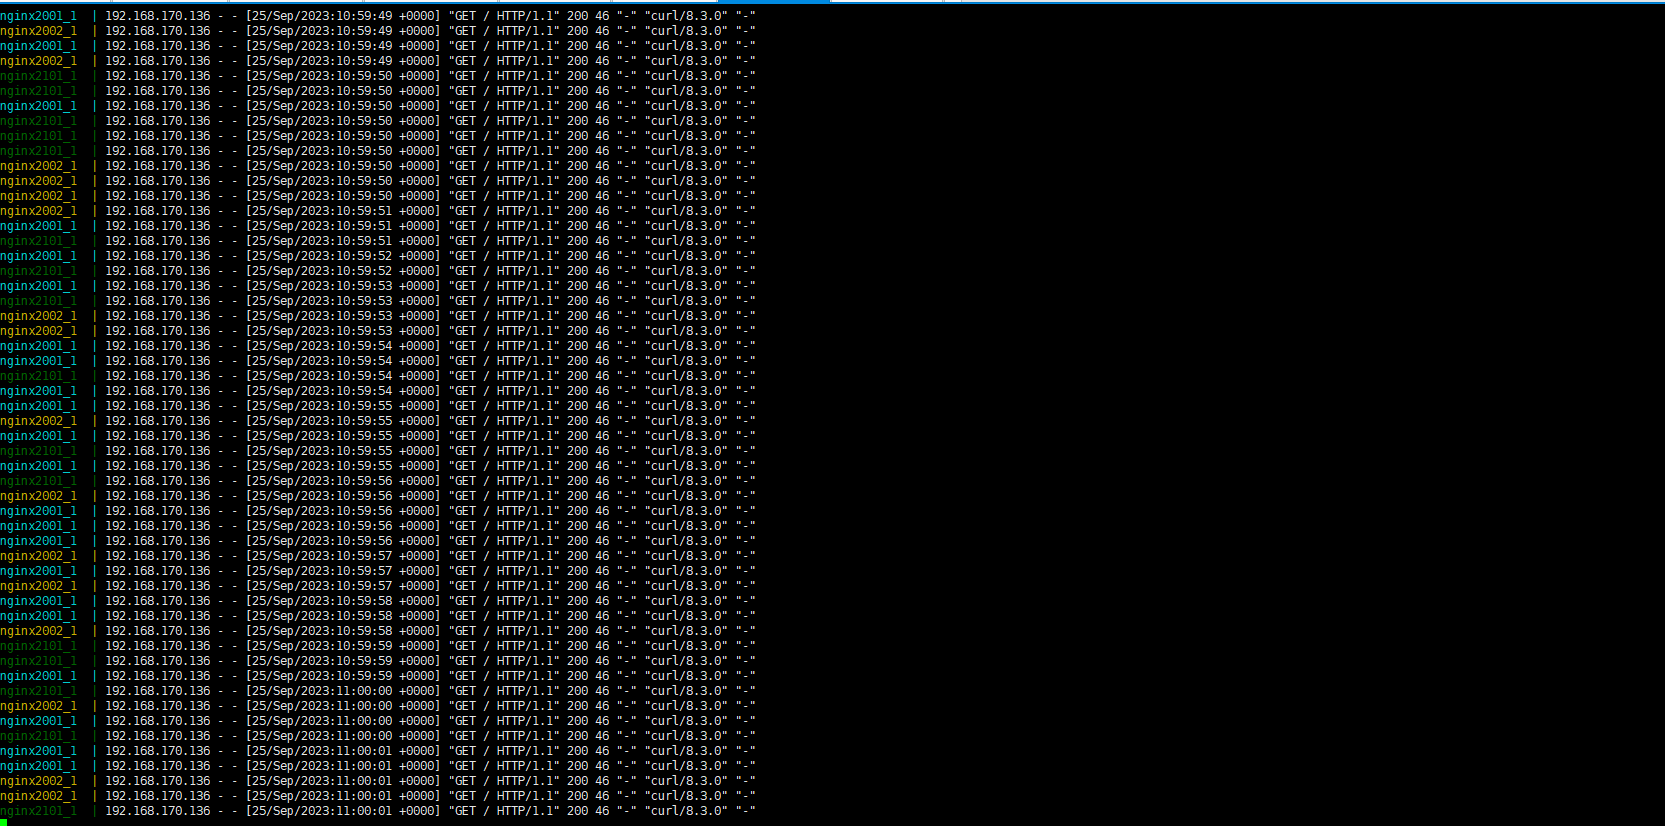 nginx2001_1  | 192.168.170.136 - - [25/Sep/2023:10:59:49 +0000] "GET / HTTP/1.1" 200 46 "-" "curl/8.3.0" "-"
nginx2002_1  | 192.168.170.136 - - [25/Sep/2023:10:59:49 +0000] "GET / HTTP/1.1" 200 46 "-" "curl/8.3.0" "-"
nginx2001_1  | 192.168.170.136 - - [25/Sep/2023:10:59:49 +0000] "GET / HTTP/1.1" 200 46 "-" "curl/8.3.0" "-"
nginx2002_1  | 192.168.170.136 - - [25/Sep/2023:10:59:49 +0000] "GET / HTTP/1.1" 200 46 "-" "curl/8.3.0" "-"
nginx2101_1  | 192.168.170.136 - - [25/Sep/2023:10:59:50 +0000] "GET / HTTP/1.1" 200 46 "-" "curl/8.3.0" "-"
nginx2101_1  | 192.168.170.136 - - [25/Sep/2023:10:59:50 +0000] "GET / HTTP/1.1" 200 46 "-" "curl/8.3.0" "-"
nginx2001_1  | 192.168.170.136 - - [25/Sep/2023:10:59:50 +0000] "GET / HTTP/1.1" 200 46 "-" "curl/8.3.0" "-"
nginx2101_1  | 192.168.170.136 - - [25/Sep/2023:10:59:50 +0000] "GET / HTTP/1.1" 200 46 "-" "curl/8.3.0" "-"
nginx2101_1  | 192.168.170.136 - - [25/Sep/2023:10:59:50 +0000] "GET / HTTP/1.1" 200 46 "-" "curl/8.3.0" "-"
nginx2101_1  | 192.168.170.136 - - [25/Sep/2023:10:59:50 +0000] "GET / HTTP/1.1" 200 46 "-" "curl/8.3.0" "-"
nginx2002_1  | 192.168.170.136 - - [25/Sep/2023:10:59:50 +0000] "GET / HTTP/1.1" 200 46 "-" "curl/8.3.0" "-"
nginx2002_1  | 192.168.170.136 - - [25/Sep/2023:10:59:50 +0000] "GET / HTTP/1.1" 200 46 "-" "curl/8.3.0" "-"
nginx2002_1  | 192.168.170.136 - - [25/Sep/2023:10:59:50 +0000] "GET / HTTP/1.1" 200 46 "-" "curl/8.3.0" "-"
nginx2002_1  | 192.168.170.136 - - [25/Sep/2023:10:59:51 +0000] "GET / HTTP/1.1" 200 46 "-" "curl/8.3.0" "-"
nginx2001_1  | 192.168.170.136 - - [25/Sep/2023:10:59:51 +0000] "GET / HTTP/1.1" 200 46 "-" "curl/8.3.0" "-"
nginx2101_1  | 192.168.170.136 - - [25/Sep/2023:10:59:51 +0000] "GET / HTTP/1.1" 200 46 "-" "curl/8.3.0" "-"
nginx2001_1  | 192.168.170.136 - - [25/Sep/2023:10:59:52 +0000] "GET / HTTP/1.1" 200 46 "-" "curl/8.3.0" "-"
nginx2101_1  | 192.168.170.136 - - [25/Sep/2023:10:59:52 +0000] "GET / HTTP/1.1" 200 46 "-" "curl/8.3.0" "-"
nginx2001_1  | 192.168.170.136 - - [25/Sep/2023:10:59:53 +0000] "GET / HTTP/1.1" 200 46 "-" "curl/8.3.0" "-"
nginx2101_1  | 192.168.170.136 - - [25/Sep/2023:10:59:53 +0000] "GET / HTTP/1.1" 200 46 "-" "curl/8.3.0" "-"
nginx2002_1  | 192.168.170.136 - - [25/Sep/2023:10:59:53 +0000] "GET / HTTP/1.1" 200 46 "-" "curl/8.3.0" "-"
nginx2002_1  | 192.168.170.136 - - [25/Sep/2023:10:59:53 +0000] "GET / HTTP/1.1" 200 46 "-" "curl/8.3.0" "-"
nginx2001_1  | 192.168.170.136 - - [25/Sep/2023:10:59:54 +0000] "GET / HTTP/1.1" 200 46 "-" "curl/8.3.0" "-"
nginx2001_1  | 192.168.170.136 - - [25/Sep/2023:10:59:54 +0000] "GET / HTTP/1.1" 200 46 "-" "curl/8.3.0" "-"
nginx2101_1  | 192.168.170.136 - - [25/Sep/2023:10:59:54 +0000] "GET / HTTP/1.1" 200 46 "-" "curl/8.3.0" "-"
nginx2001_1  | 192.168.170.136 - - [25/Sep/2023:10:59:54 +0000] "GET / HTTP/1.1" 200 46 "-" "curl/8.3.0" "-"
nginx2001_1  | 192.168.170.136 - - [25/Sep/2023:10:59:55 +0000] "GET / HTTP/1.1" 200 46 "-" "curl/8.3.0" "-"
nginx2002_1  | 192.168.170.136 - - [25/Sep/2023:10:59:55 +0000] "GET / HTTP/1.1" 200 46 "-" "curl/8.3.0" "-"
nginx2001_1  | 192.168.170.136 - - [25/Sep/2023:10:59:55 +0000] "GET / HTTP/1.1" 200 46 "-" "curl/8.3.0" "-"
nginx2101_1  | 192.168.170.136 - - [25/Sep/2023:10:59:55 +0000] "GET / HTTP/1.1" 200 46 "-" "curl/8.3.0" "-"
nginx2001_1  | 192.168.170.136 - - [25/Sep/2023:10:59:55 +0000] "GET / HTTP/1.1" 200 46 "-" "curl/8.3.0" "-"
nginx2101_1  | 192.168.170.136 - - [25/Sep/2023:10:59:56 +0000] "GET / HTTP/1.1" 200 46 "-" "curl/8.3.0" "-"
nginx2002_1  | 192.168.170.136 - - [25/Sep/2023:10:59:56 +0000] "GET / HTTP/1.1" 200 46 "-" "curl/8.3.0" "-"
nginx2001_1  | 192.168.170.136 - - [25/Sep/2023:10:59:56 +0000] "GET / HTTP/1.1" 200 46 "-" "curl/8.3.0" "-"
nginx2001_1  | 192.168.170.136 - - [25/Sep/2023:10:59:56 +0000] "GET / HTTP/1.1" 200 46 "-" "curl/8.3.0" "-"
nginx2001_1  | 192.168.170.136 - - [25/Sep/2023:10:59:56 +0000] "GET / HTTP/1.1" 200 46 "-" "curl/8.3.0" "-"
nginx2002_1  | 192.168.170.136 - - [25/Sep/2023:10:59:57 +0000] "GET / HTTP/1.1" 200 46 "-" "curl/8.3.0" "-"
nginx2001_1  | 192.168.170.136 - - [25/Sep/2023:10:59:57 +0000] "GET / HTTP/1.1" 200 46 "-" "curl/8.3.0" "-"
nginx2002_1  | 192.168.170.136 - - [25/Sep/2023:10:59:57 +0000] "GET / HTTP/1.1" 200 46 "-" "curl/8.3.0" "-"
nginx2001_1  | 192.168.170.136 - - [25/Sep/2023:10:59:58 +0000] "GET / HTTP/1.1" 200 46 "-" "curl/8.3.0" "-"
nginx2001_1  | 192.168.170.136 - - [25/Sep/2023:10:59:58 +0000] "GET / HTTP/1.1" 200 46 "-" "curl/8.3.0" "-"
nginx2002_1  | 192.168.170.136 - - [25/Sep/2023:10:59:58 +0000] "GET / HTTP/1.1" 200 46 "-" "curl/8.3.0" "-"
nginx2101_1  | 192.168.170.136 - - [25/Sep/2023:10:59:59 +0000] "GET / HTTP/1.1" 200 46 "-" "curl/8.3.0" "-"
nginx2101_1  | 192.168.170.136 - - [25/Sep/2023:10:59:59 +0000] "GET / HTTP/1.1" 200 46 "-" "curl/8.3.0" "-"
nginx2001_1  | 192.168.170.136 - - [25/Sep/2023:10:59:59 +0000] "GET / HTTP/1.1" 200 46 "-" "curl/8.3.0" "-"
nginx2101_1  | 192.168.170.136 - - [25/Sep/2023:11:00:00 +0000] "GET / HTTP/1.1" 200 46 "-" "curl/8.3.0" "-"
nginx2002_1  | 192.168.170.136 - - [25/Sep/2023:11:00:00 +0000] "GET / HTTP/1.1" 200 46 "-" "curl/8.3.0" "-"
nginx2001_1  | 192.168.170.136 - - [25/Sep/2023:11:00:00 +0000] "GET / HTTP/1.1" 200 46 "-" "curl/8.3.0" "-"
nginx2101_1  | 192.168.170.136 - - [25/Sep/2023:11:00:00 +0000] "GET / HTTP/1.1" 200 46 "-" "curl/8.3.0" "-"
nginx2001_1  | 192.168.170.136 - - [25/Sep/2023:11:00:01 +0000] "GET / HTTP/1.1" 200 46 "-" "curl/8.3.0" "-"
nginx2001_1  | 192.168.170.136 - - [25/Sep/2023:11:00:01 +0000] "GET / HTTP/1.1" 200 46 "-" "curl/8.3.0" "-"
nginx2002_1  | 192.168.170.136 - - [25/Sep/2023:11:00:01 +0000] "GET / HTTP/1.1" 200 46 "-" "curl/8.3.0" "-"
nginx2002_1  | 192.168.170.136 - - [25/Sep/2023:11:00:01 +0000] "GET / HTTP/1.1" 200 46 "-" "curl/8.3.0" "-"
nginx2101_1  | 192.168.170.136 - - [25/Sep/2023:11:00:01 +0000] "GET / HTTP/1.1" 200 46 "-" "curl/8.3.0" "-"